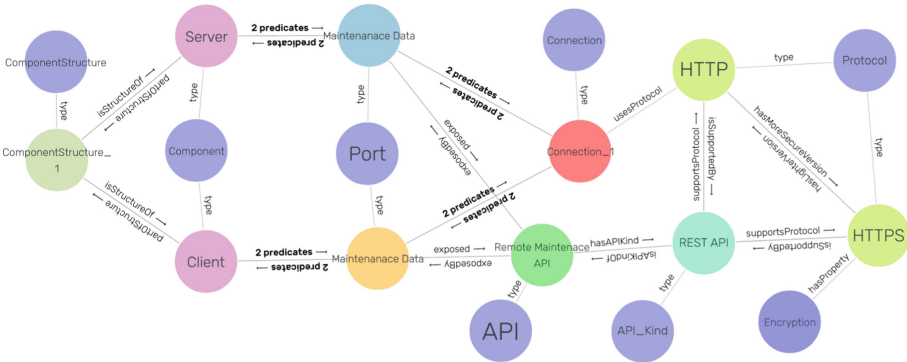 Server
2 predicates →
← 2 predicates
Maintenanace Data
Connection
ComponentStructure
type
isStructureOf →
← partOfStructure
type
type
2 predicates →
← 2 predicates
type
HTTP
type
Protocol
usesProtocol
ComponentStructure_
1
Component
Port
exposed
exposedBy
Connection_1
← supportsProtocol
isSupportedBy →
hasMoreSecureVersion →
← hasLighterVersion
type
isStructureOf →
← partOfStructure
type
type
2 predicates →
← 2 predicates
Client
2 predicates →
← 2 predicates
Maintenanace Data
exposed →
← exposedBy
Remote Maintenace
API
hasAPIKind →
← isAPIKindOf
REST API
supportsProtocol →
← isSupportedBy
HTTPS
type
API
type
API_Kind
hasProperty
Encryption